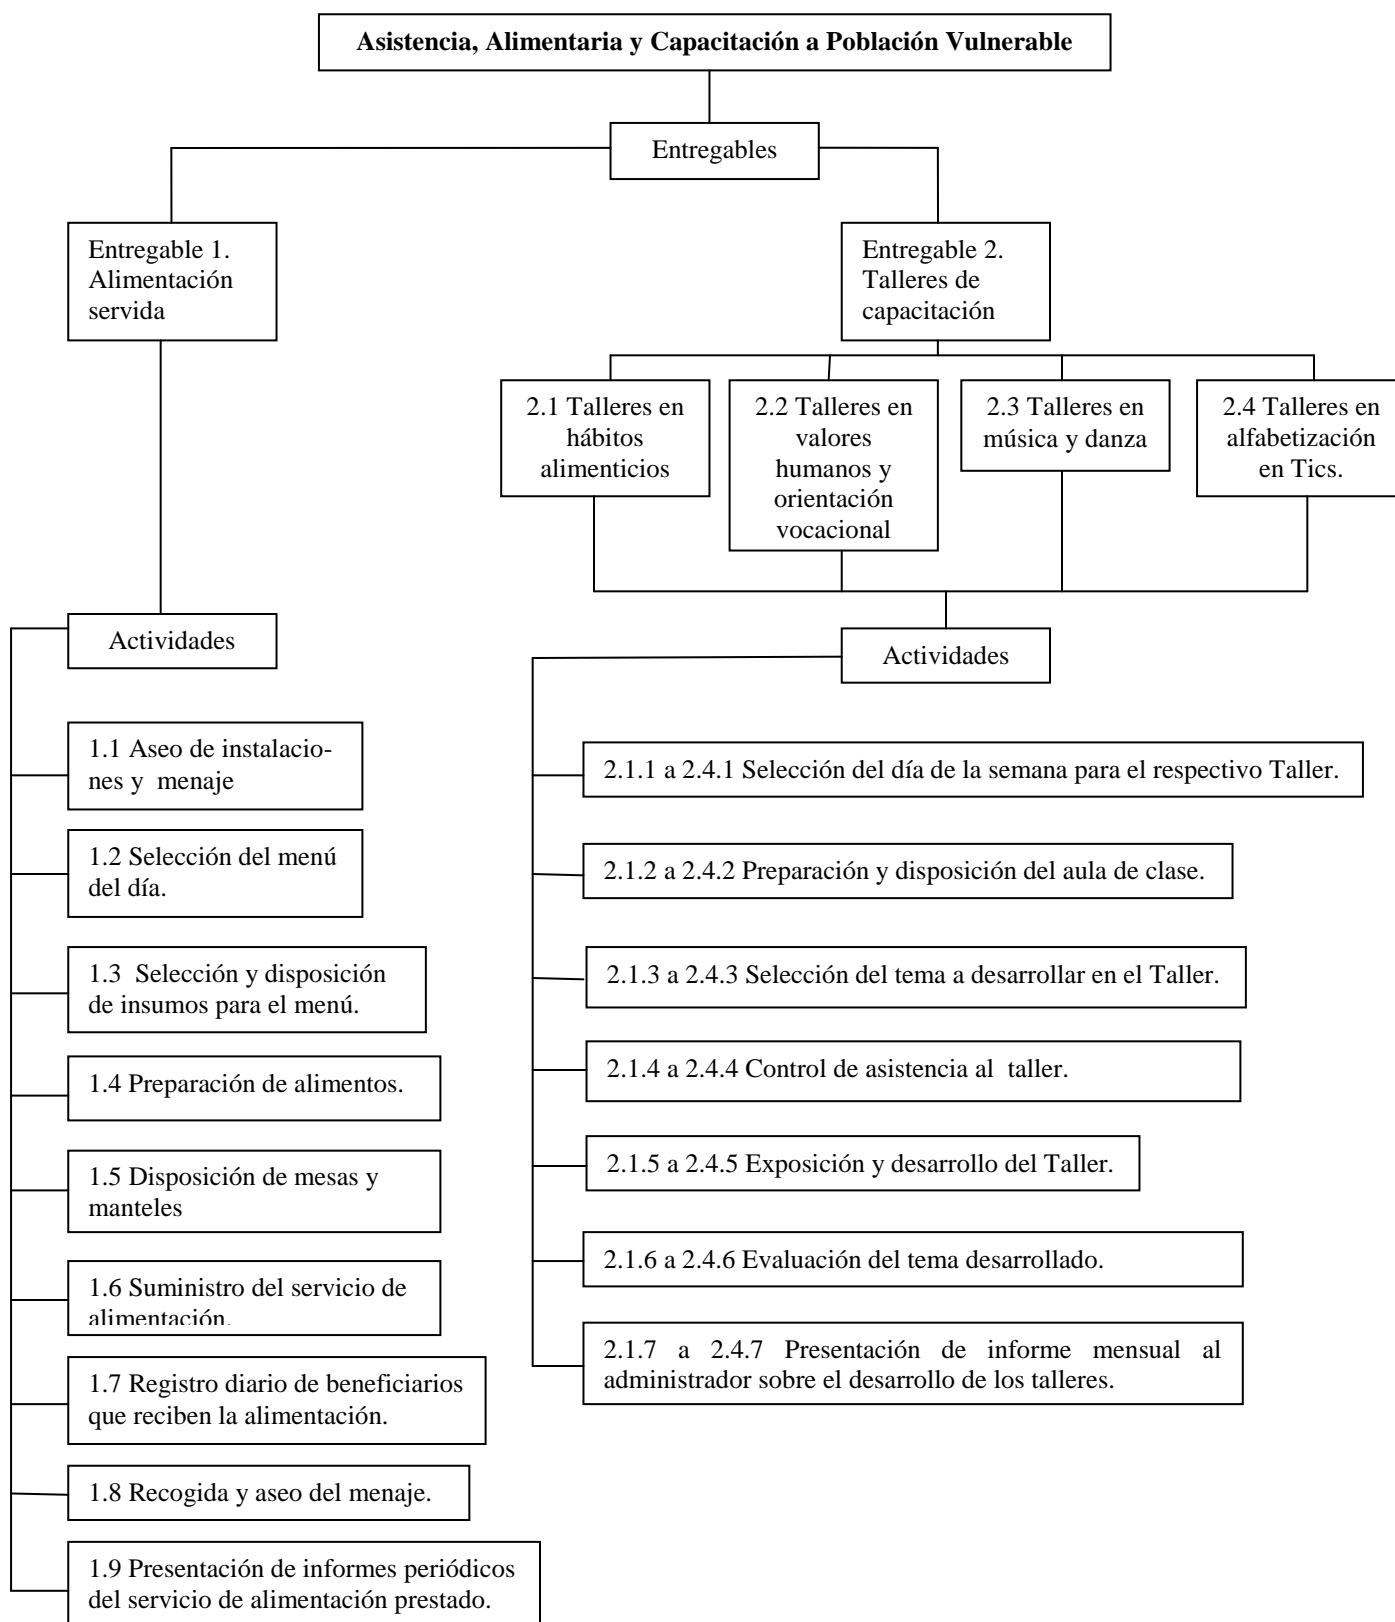 Asistencia, Alimentaria y Capacitación a Población Vulnerable
Entregables
Entregable 1.
Alimentación
servida
Entregable 2.
Talleres de
capacitación
2.1 Talleres en
hábitos
alimenticios
2.2 Talleres en
valores
humanos y
orientación
vocacional
2.3 Talleres en
música y danza
2.4 Talleres en
alfabetización
en Tics.
Actividades
1.1 Aseo de instalacio-
nes y  menaje
1.2 Selección del menú
del día.
1.3  Selección y disposición
de insumos para el menú.
1.4 Preparación de alimentos.
1.5 Disposición de mesas y
manteles
1.6 Suministro del servicio de
alimentación.
1.7 Registro diario de beneficiarios
que reciben la alimentación.
1.8 Recogida y aseo del menaje.
1.9 Presentación de informes periódicos
del servicio de alimentación prestado.
Actividades
2.1.1 a 2.4.1 Selección del día de la semana para el respectivo Taller.
2.1.2 a 2.4.2 Preparación y disposición del aula de clase.
2.1.3 a 2.4.3 Selección del tema a desarrollar en el Taller.
2.1.4 a 2.4.4 Control de asistencia al  taller.
2.1.5 a 2.4.5 Exposición y desarrollo del Taller.
2.1.6 a 2.4.6 Evaluación del tema desarrollado.
2.1.7 a 2.4.7 Presentación de informe mensual al
administrador sobre el desarrollo de los talleres.